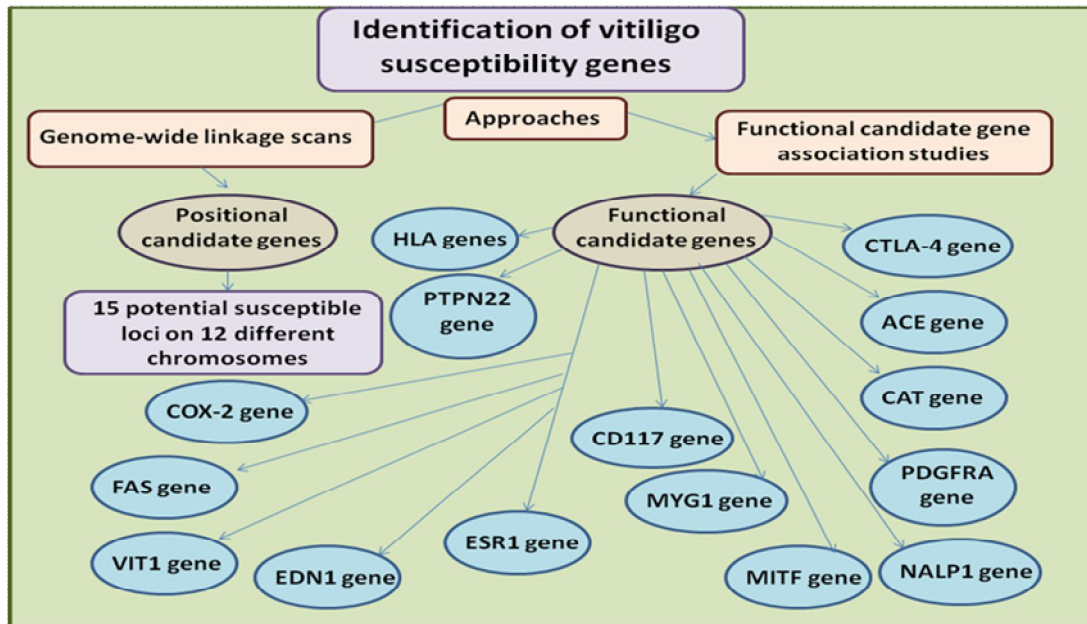 Identification of vitiligo
susceptibility genes
Approaches
Genome-wide linkage scans
Functional candidate gene
association studies
Positional
candidate genes
Functional
candidate genes
HLA genes
CTLA-4 gene
PTPN22
gene
15 potential susceptible
loci on 12 different
chromosomes
ACE gene
COX-2 gene
CAT gene
CD117 gene
FAS gene
MYG1 gene
PDGFRA
gene
VIT1 gene
EDN1 gene
ESR1 gene
MITF gene
NALP1 gene